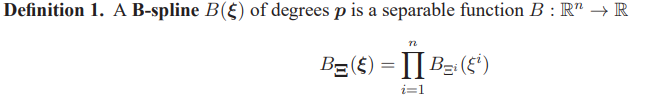 Definition 1. A B-spline B(ξ) of degrees p is a separable function B : ℝⁿ → ℝ
B_Ξ(ξ) = ∏_{i=1}^{n} B_{Ξ^i}(ξ^i)